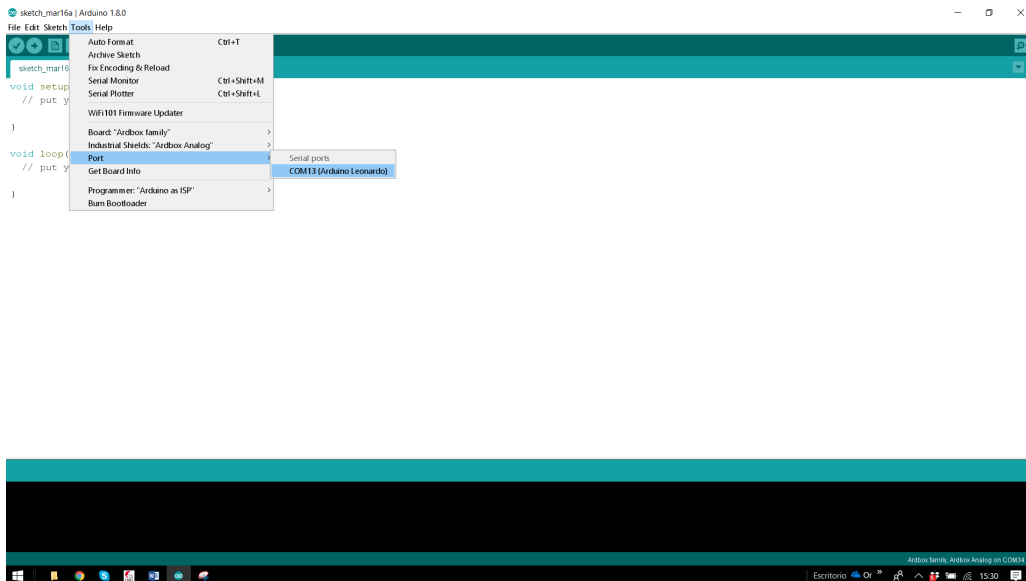 sketch_mar16a | Arduino 1.8.0
File Edit Sketch Tools Help
Auto Format Ctrl+T
Archive Sketch
sketch_mar16
Fix Encoding & Reload
Serial Monitor Ctrl+Shift+M
void setup
Serial Plotter Ctrl+Shift+L
// put y
WiFi101 Firmware Updater
}
Board: "Ardbox family"
Industrial Shields: "Ardbox Analog"
void loop(
Port
Serial ports
// put y
Get Board Info
COM13 (Arduino Leonardo)
}
Programmer: "Arduino as ISP"
Burn Bootloader
Ardbox family, Ardbox Analog on COM34
Escritorio Or 15:30